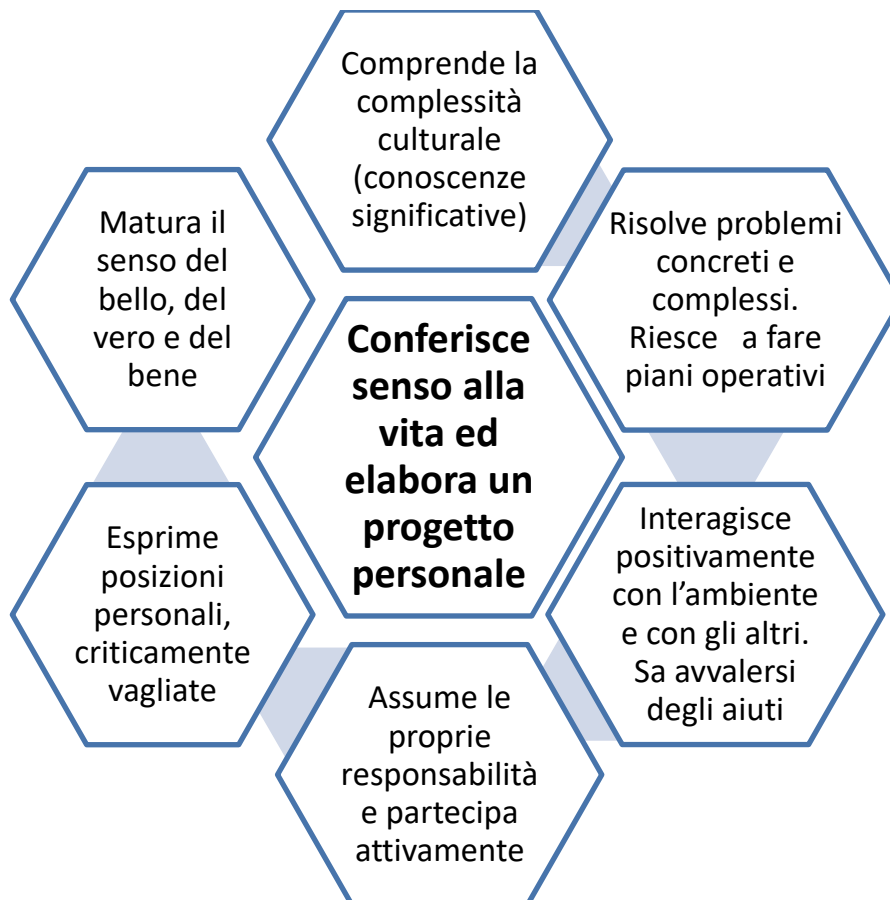 Comprende la
complessità
culturale
(conoscenze
significative)
Risolve problemi
concreti e
complessi.
Riesce a fare
piani operativi
Interagisce
positivamente
con l’ambiente
e con gli altri.
Sa avvalersi
degli aiuti
Assume le
proprie
responsabilità
e partecipa
attivamente
Esprime
posizioni
personali,
criticamente
vagliate
Matura il
senso del
bello, del
vero e del
bene
Conferisce
senso alla
vita ed
elabora un
progetto
personale